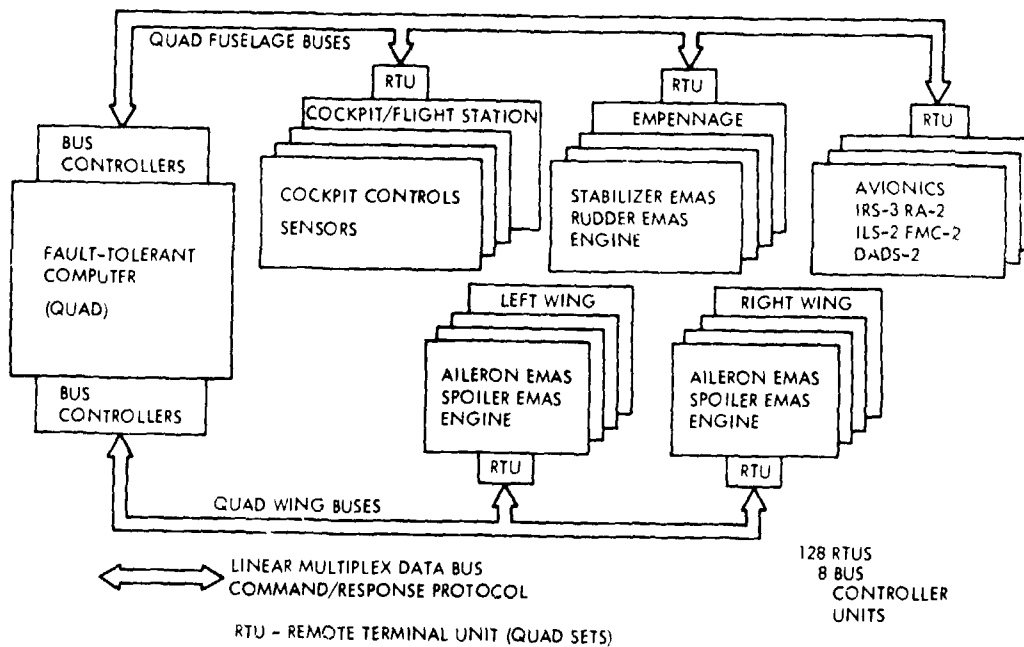 QUAD FUSELAGE BUSES
RTU
RTU
RTU
BUS
CONTROLLERS
FAULT-TOLERANT
COMPUTER
(QUAD)
BUS
CONTROLLERS
COCKPIT/FLIGHT STATION
COCKPIT CONTROLS
SENSORS
EMPENNAGE
STABILIZER EMAS
RUDDER EMAS
ENGINE
AVIONICS
IRS-3 RA-2
ILS-2 FMC-2
DADS-2
LEFT WING
AILERON EMAS
SPOILER EMAS
ENGINE
RTU
RIGHT WING
AILERON EMAS
SPOILER EMAS
ENGINE
RTU
QUAD WING BUSES
LINEAR MULTIPLEX DATA BUS
COMMAND/RESPONSE PROTOCOL
RTU - REMOTE TERMINAL UNIT (QUAD SETS)
128 RTUS
8 BUS
CONTROLLER
UNITS